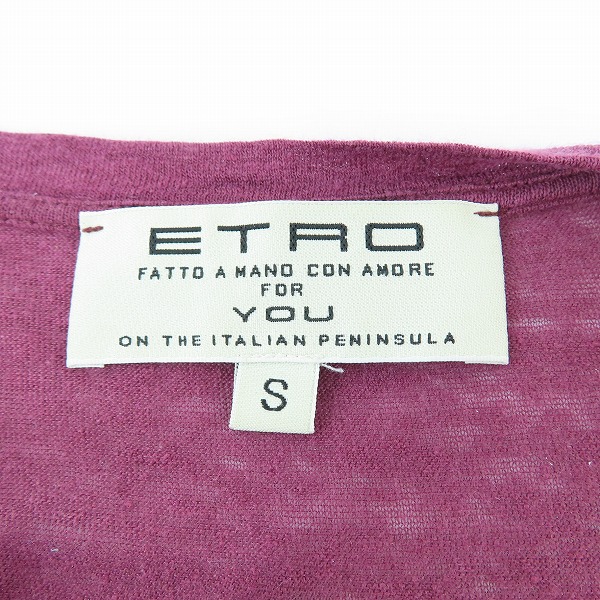 ETRO
FATTO A MANO CON AMORE
FOR
YOU
ON THE ITALIAN PENINSULA
S